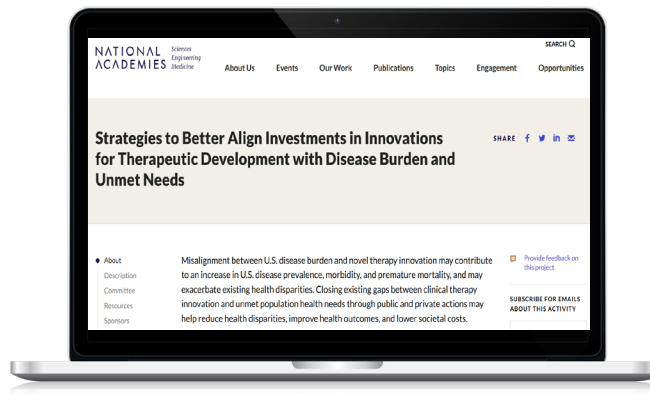 SEARCH
NATIONAL ACADEMIES
Sciences
Engineering
Medicine
About Us Events Our Work Publications Topics Engagement Opportunities
Strategies to Better Align Investments in Innovations
for Therapeutic Development with Disease Burden and
Unmet Needs
SHARE
About
Description
Committee
Resources
Sponsors
Misalignment between U.S. disease burden and novel therapy innovation may contribute
to an increase in U.S. disease prevalence, morbidity, and premature mortality, and may
exacerbate existing health disparities. Closing existing gaps between clinical therapy
innovation and unmet population health needs through public and private actions may
help reduce health disparities, improve health outcomes, and lower societal costs.
Provide feedback on
this project
SUBSCRIBE FOR EMAILS
ABOUT THIS ACTIVITY